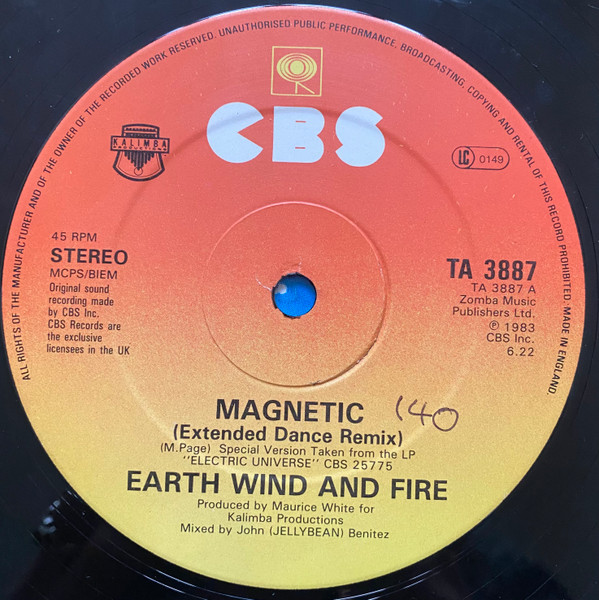 ALL RIGHTS OF THE MANUFACTURER AND OF THE OWNER OF THE RECORDED WORK RESERVED. UNAUTHORISED PUBLIC PERFORMANCE, BROADCASTING, COPYING AND RENTAL OF THIS RECORD PROHIBITED. MADE IN ENGLAND.
CBS
KALIMBA
PRODUCTIONS
LC 0149
45 RPM
STEREO
MCPS/BIEM
Original sound
recording made
by CBS Inc.
CBS Records are
the exclusive
licensees in the UK
TA 3887
TA 3887 A
Zomba Music
Publishers Ltd.
℗ 1983
CBS Inc.
6.22
MAGNETIC
140
(Extended Dance Remix)
(M.Page) Special Version Taken from the LP
''ELECTRIC UNIVERSE'' CBS 25775
EARTH WIND AND FIRE
Produced by Maurice White for
Kalimba Productions
Mixed by John (JELLYBEAN) Benitez